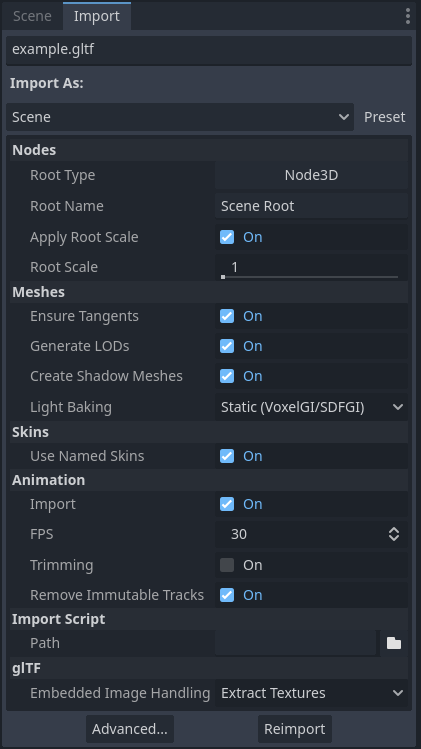 Scene Import
example.gltf
Import As:
Scene Preset
Nodes
Root Type Node3D
Root Name Scene Root
Apply Root Scale On
Root Scale 1
Meshes
Ensure Tangents On
Generate LODs On
Create Shadow Meshes On
Light Baking Static (VoxelGI/SDFGI)
Skins
Use Named Skins On
Animation
Import On
FPS 30
Trimming On
Remove Immutable Tracks On
Import Script
Path
glTF
Embedded Image Handling Extract Textures
Advanced... Reimport